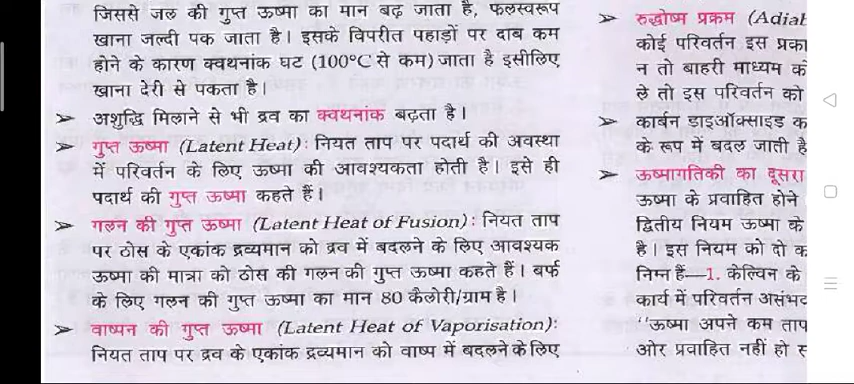 जिससे जल की गुप्त ऊष्मा का मान बढ़ जाता है, फलस्वरूप
खाना जल्दी पक जाता है। इसके विपरीत पहाड़ों पर दाब कम
होने के कारण क्वथनांक घट (100°C से कम) जाता है इसीलिए
खाना देरी से पकता है।
➢ अशुद्धि मिलाने से भी द्रव का क्वथनांक बढ़ता है।
➢ गुप्त ऊष्मा (Latent Heat): नियत ताप पर पदार्थ की अवस्था
में परिवर्तन के लिए ऊष्मा की आवश्यकता होती है। इसे ही
पदार्थ की गुप्त ऊष्मा कहते हैं।
➢ गलन की गुप्त ऊष्मा (Latent Heat of Fusion): नियत ताप
पर ठोस के एकांक द्रव्यमान को द्रव में बदलने के लिए आवश्यक
ऊष्मा की मात्रा को ठोस की गलन की गुप्त ऊष्मा कहते हैं। बर्फ
के लिए गलन की गुप्त ऊष्मा का मान 80 कैलोरी/ग्राम है।
➢ वाष्पन की गुप्त ऊष्मा (Latent Heat of Vaporisation):
नियत ताप पर द्रव के एकांक द्रव्यमान को वाष्प में बदलने के लिए
➢ रुद्धोष्म प्रक्रम (Adiab
कोई परिवर्तन इस प्रका
न तो बाहरी माध्यम को
ले तो इस परिवर्तन को
➢ कार्बन डाइऑक्साइड क
के रूप में बदल जाती है
➢ ऊष्मागतिकी का दूसरा
ऊष्मा के प्रवाहित होने
द्वितीय नियम ऊष्मा के
है। इस नियम को दो क
निम्न हैं—1. केल्विन के
कार्य में परिवर्तन असंभव
"ऊष्मा अपने कम ताप
ओर प्रवाहित नहीं हो स